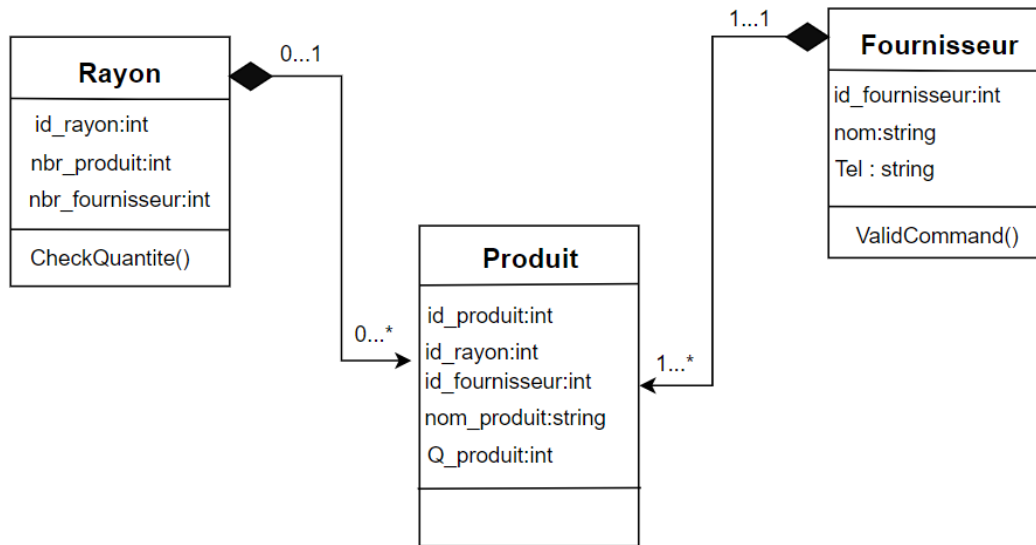 Rayon
id_rayon:int
nbr_produit:int
nbr_fournisseur:int
CheckQuantite()
0...1
0...*
Produit
id_produit:int
id_rayon:int
id_fournisseur:int
nom_produit:string
Q_produit:int
1...1
1...*
Fournisseur
id_fournisseur:int
nom:string
Tel : string
ValidCommand()